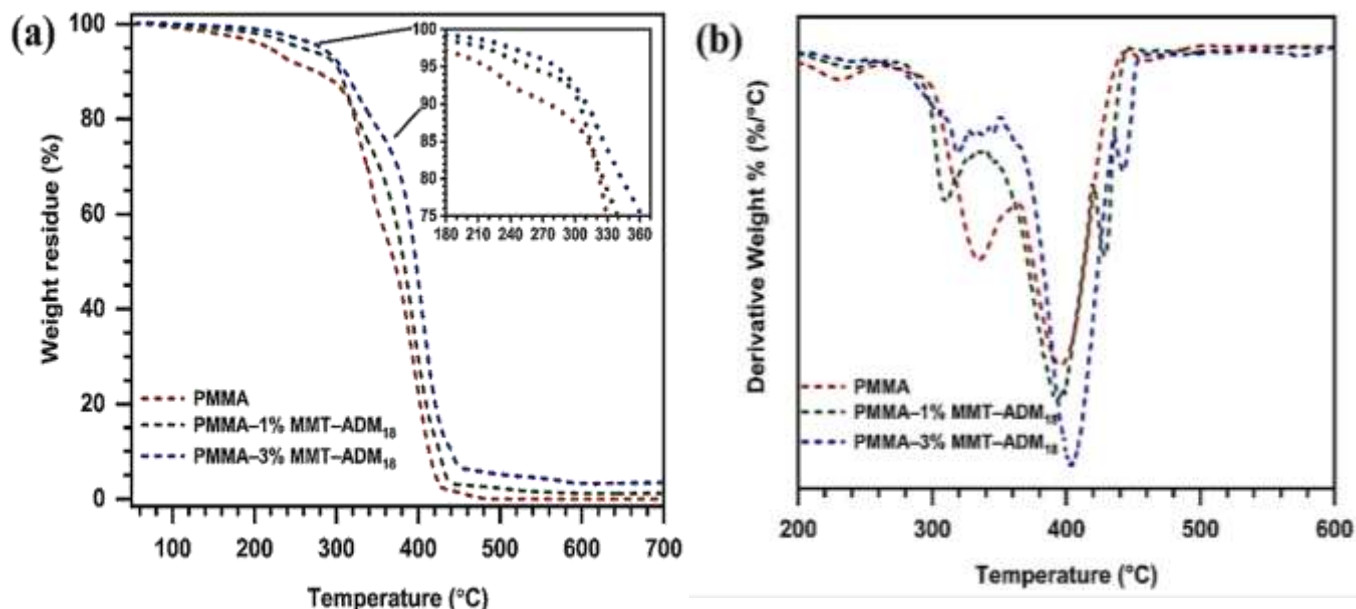 (a)
Weight residue (%)
100
80
60
40
20
0
100
95
90
85
80
75
180 210 240 270 300 330 360
PMMA
PMMA–1% MMT–ADM₁₈
PMMA–3% MMT–ADM₁₈
100 200 300 400 500 600 700
Temperature (°C)
(b)
Derivative Weight % (%/°C)
PMMA
PMMA–1% MMT–ADM₁₈
PMMA–3% MMT–ADM₁₈
200 300 400 500 600
Temperature (°C)